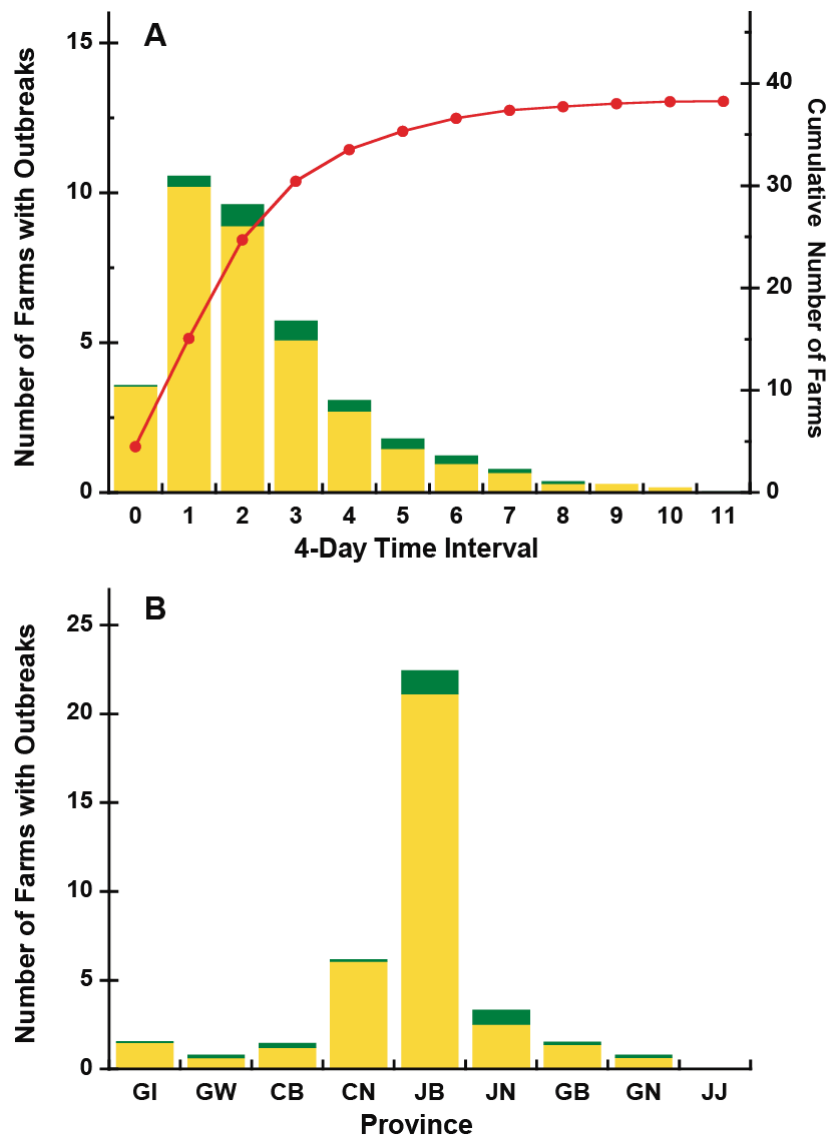 A
Number of Farms with Outbreaks
15
10
5
0
Cumulative Number of Farms
40
30
20
10
0
0 1 2 3 4 5 6 7 8 9 10 11
4-Day Time Interval
B
Number of Farms with Outbreaks
25
20
15
10
5
0
GI GW CB CN JB JN GB GN JJ
Province